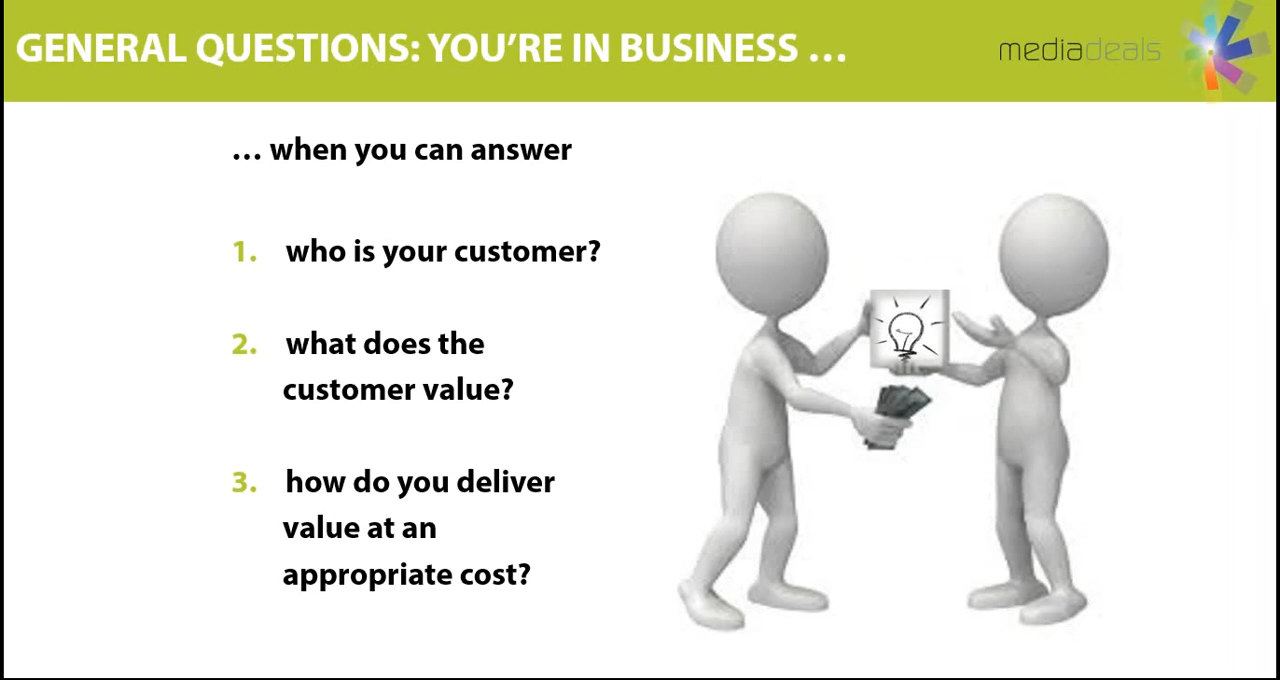 GENERAL QUESTIONS: YOU'RE IN BUSINESS ...
mediadeals
... when you can answer
1. who is your customer?
2. what does the
customer value?
3. how do you deliver
value at an
appropriate cost?